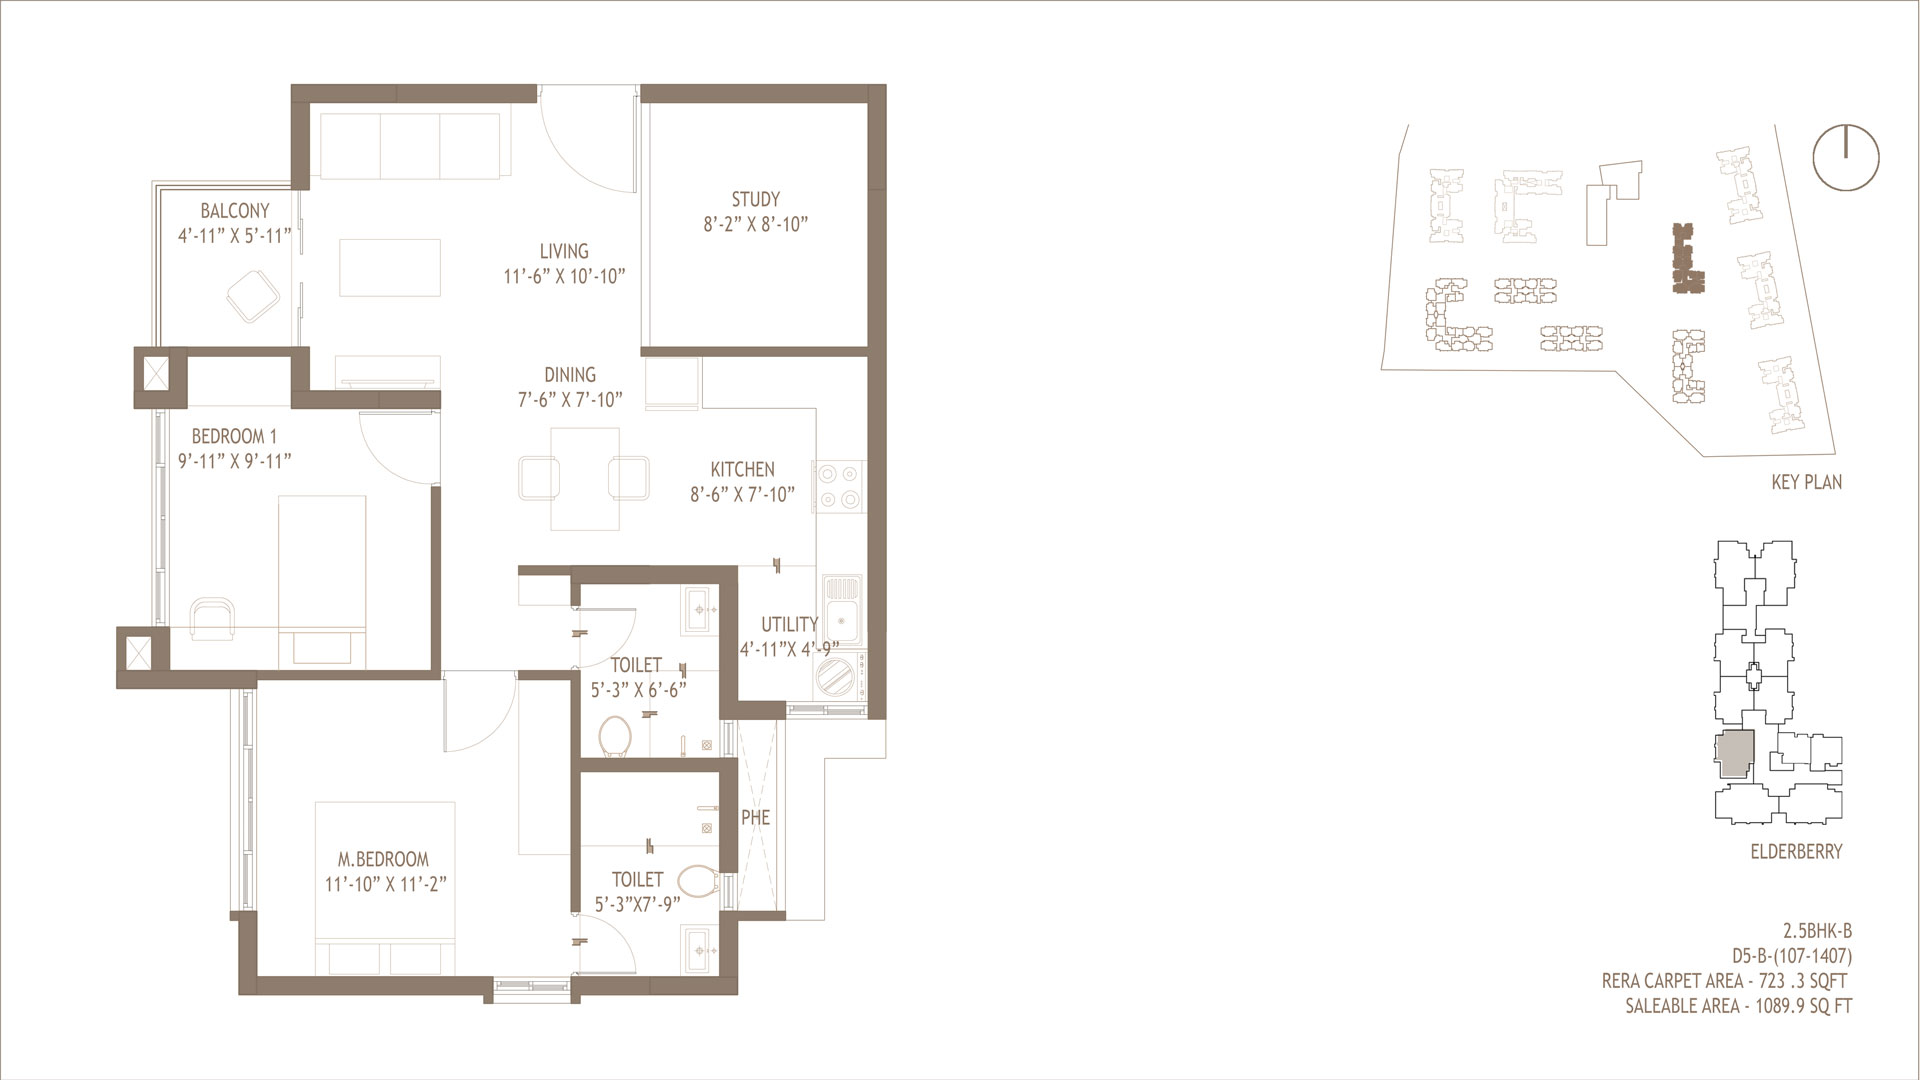 BALCONY
4’-11” X 5’-11”
LIVING
11’-6” X 10’-10”
STUDY
8’-2” X 8’-10”
DINING
7’-6” X 7’-10”
BEDROOM 1
9’-11” X 9’-11”
KITCHEN
8’-6” X 7’-10”
UTILITY
4’-11”X 4’-9”
TOILET
5’-3” X 6’-6”
PHE
M.BEDROOM
11’-10” X 11’-2”
TOILET
5’-3”X7’-9”
KEY PLAN
ELDERBERRY
2.5BHK-B
D5-B-(107-1407)
RERA CARPET AREA - 723 .3 SQFT
SALEABLE AREA - 1089.9 SQ FT